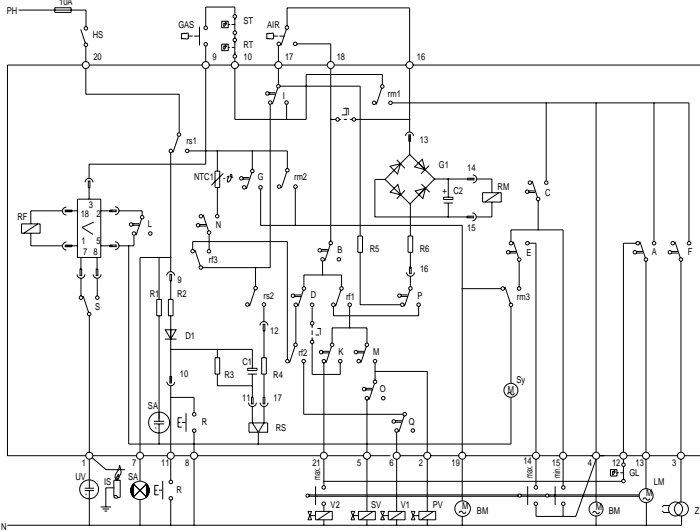 PH 10A
HS
GAS ST AIR
RT
20 9 10 17 18 16
I rm1
rs1 13
NTC1 G rm2 G1 14
C2 RM
C
RF 3
18 2 L N
1 5
7 8 15
rf3 B R5 R6 E A F
9 16
S R1 R2 rs2 D rf1 P rm3
D1 12
rf2 K M
R3 C1 R4
10 O Sy
M
SA R 11 17
RS Q
1 7 11 8 21 5 6 2 19 14 15 4 12 13 3
max. max. min. GL
UV IS SA R LM
M
V2 SV V1 PV M BM M BM Z
N